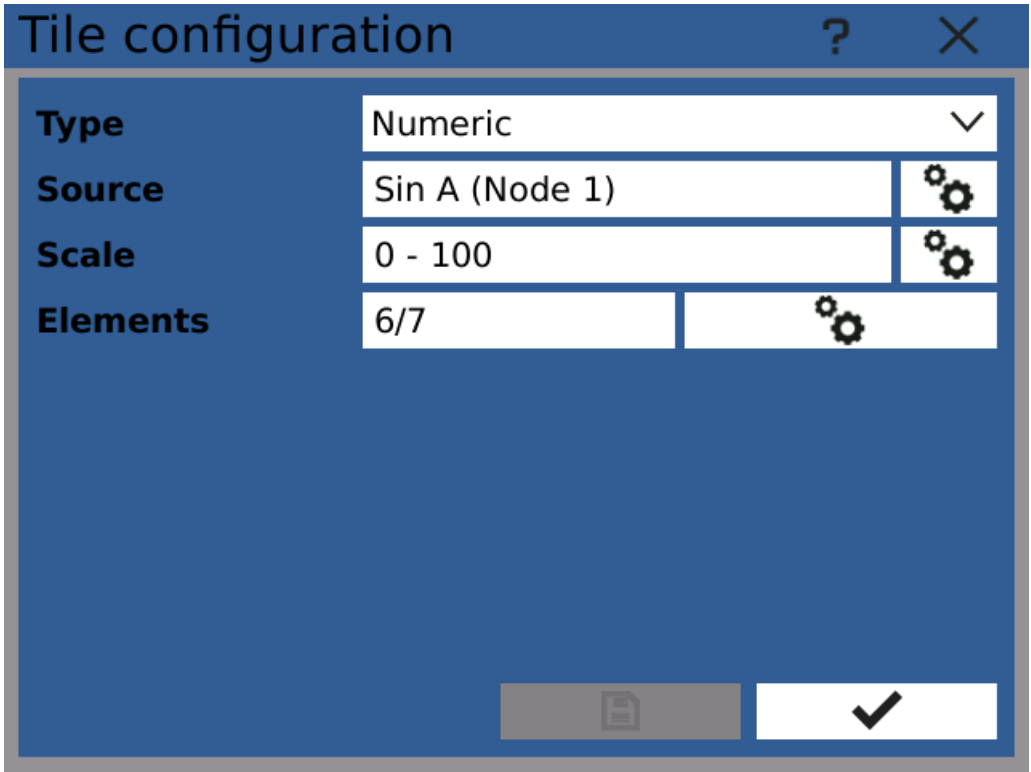 Tile configuration ?
Type Numeric
Source Sin A (Node 1)
Scale 0 - 100
Elements 6/7